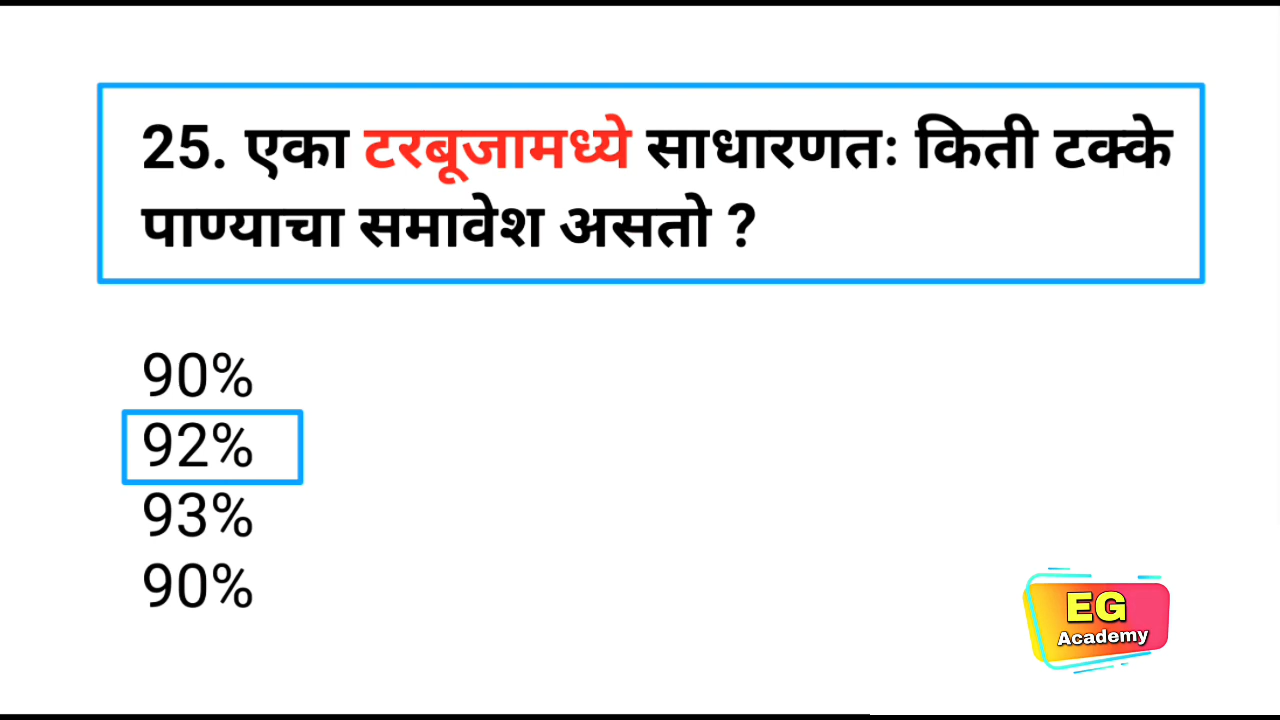 25. एका टरबूजामध्ये साधारणतः किती टक्के
पाण्याचा समावेश असतो ?
90%
92%
93%
90%
EG
Academy